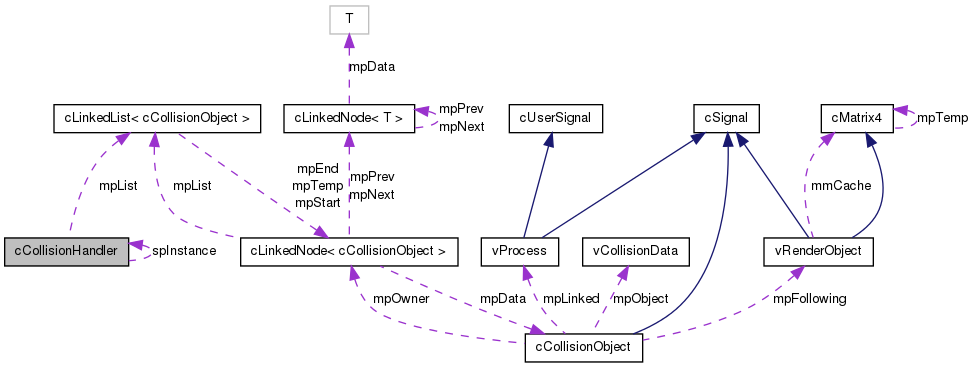 T
mpData
cLinkedList< cCollisionObject >
cLinkedNode< T >
mpPrev
mpNext
cUserSignal
cSignal
cMatrix4
mpTemp
mpList
mpList
mpEnd
mpTemp
mpStart
mpPrev
mpNext
mmCache
cCollisionHandler
spInstance
cLinkedNode< cCollisionObject >
vProcess
vCollisionData
vRenderObject
mpOwner
mpData
mpLinked
mpObject
mpFollowing
cCollisionObject